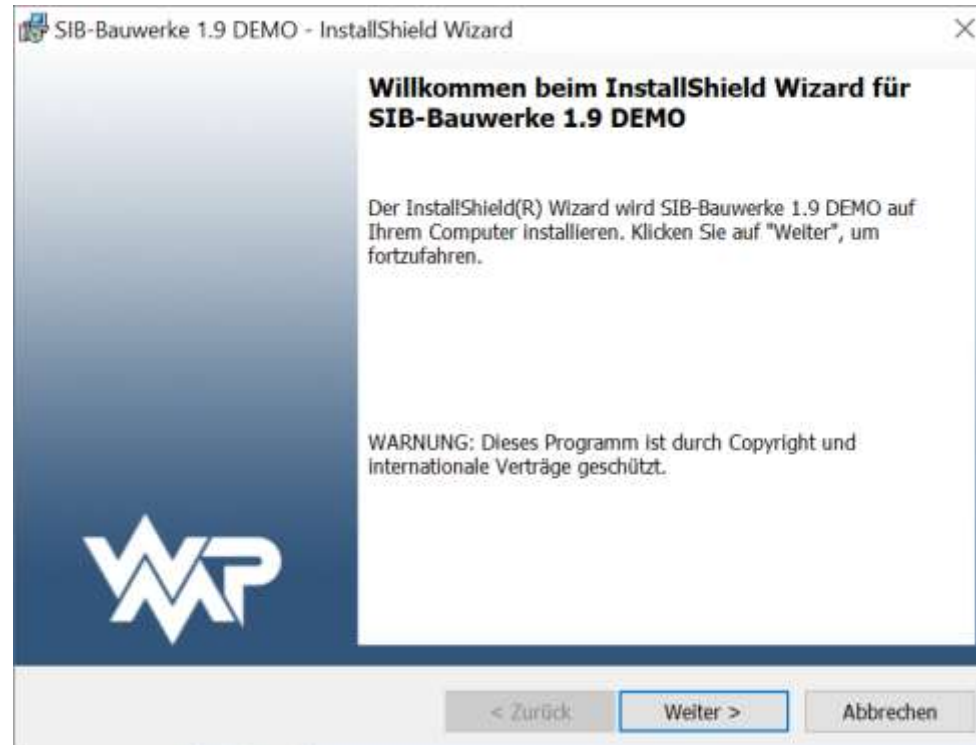 SIB-Bauwerke 1.9 DEMO - InstallShield Wizard
Willkommen beim InstallShield Wizard für
SIB-Bauwerke 1.9 DEMO
Der InstallShield(R) Wizard wird SIB-Bauwerke 1.9 DEMO auf
Ihrem Computer installieren. Klicken Sie auf "Weiter", um
fortzufahren.
WARNUNG: Dieses Programm ist durch Copyright und
internationale Verträge geschützt.
WMP
< Zurück
Weiter >
Abbrechen